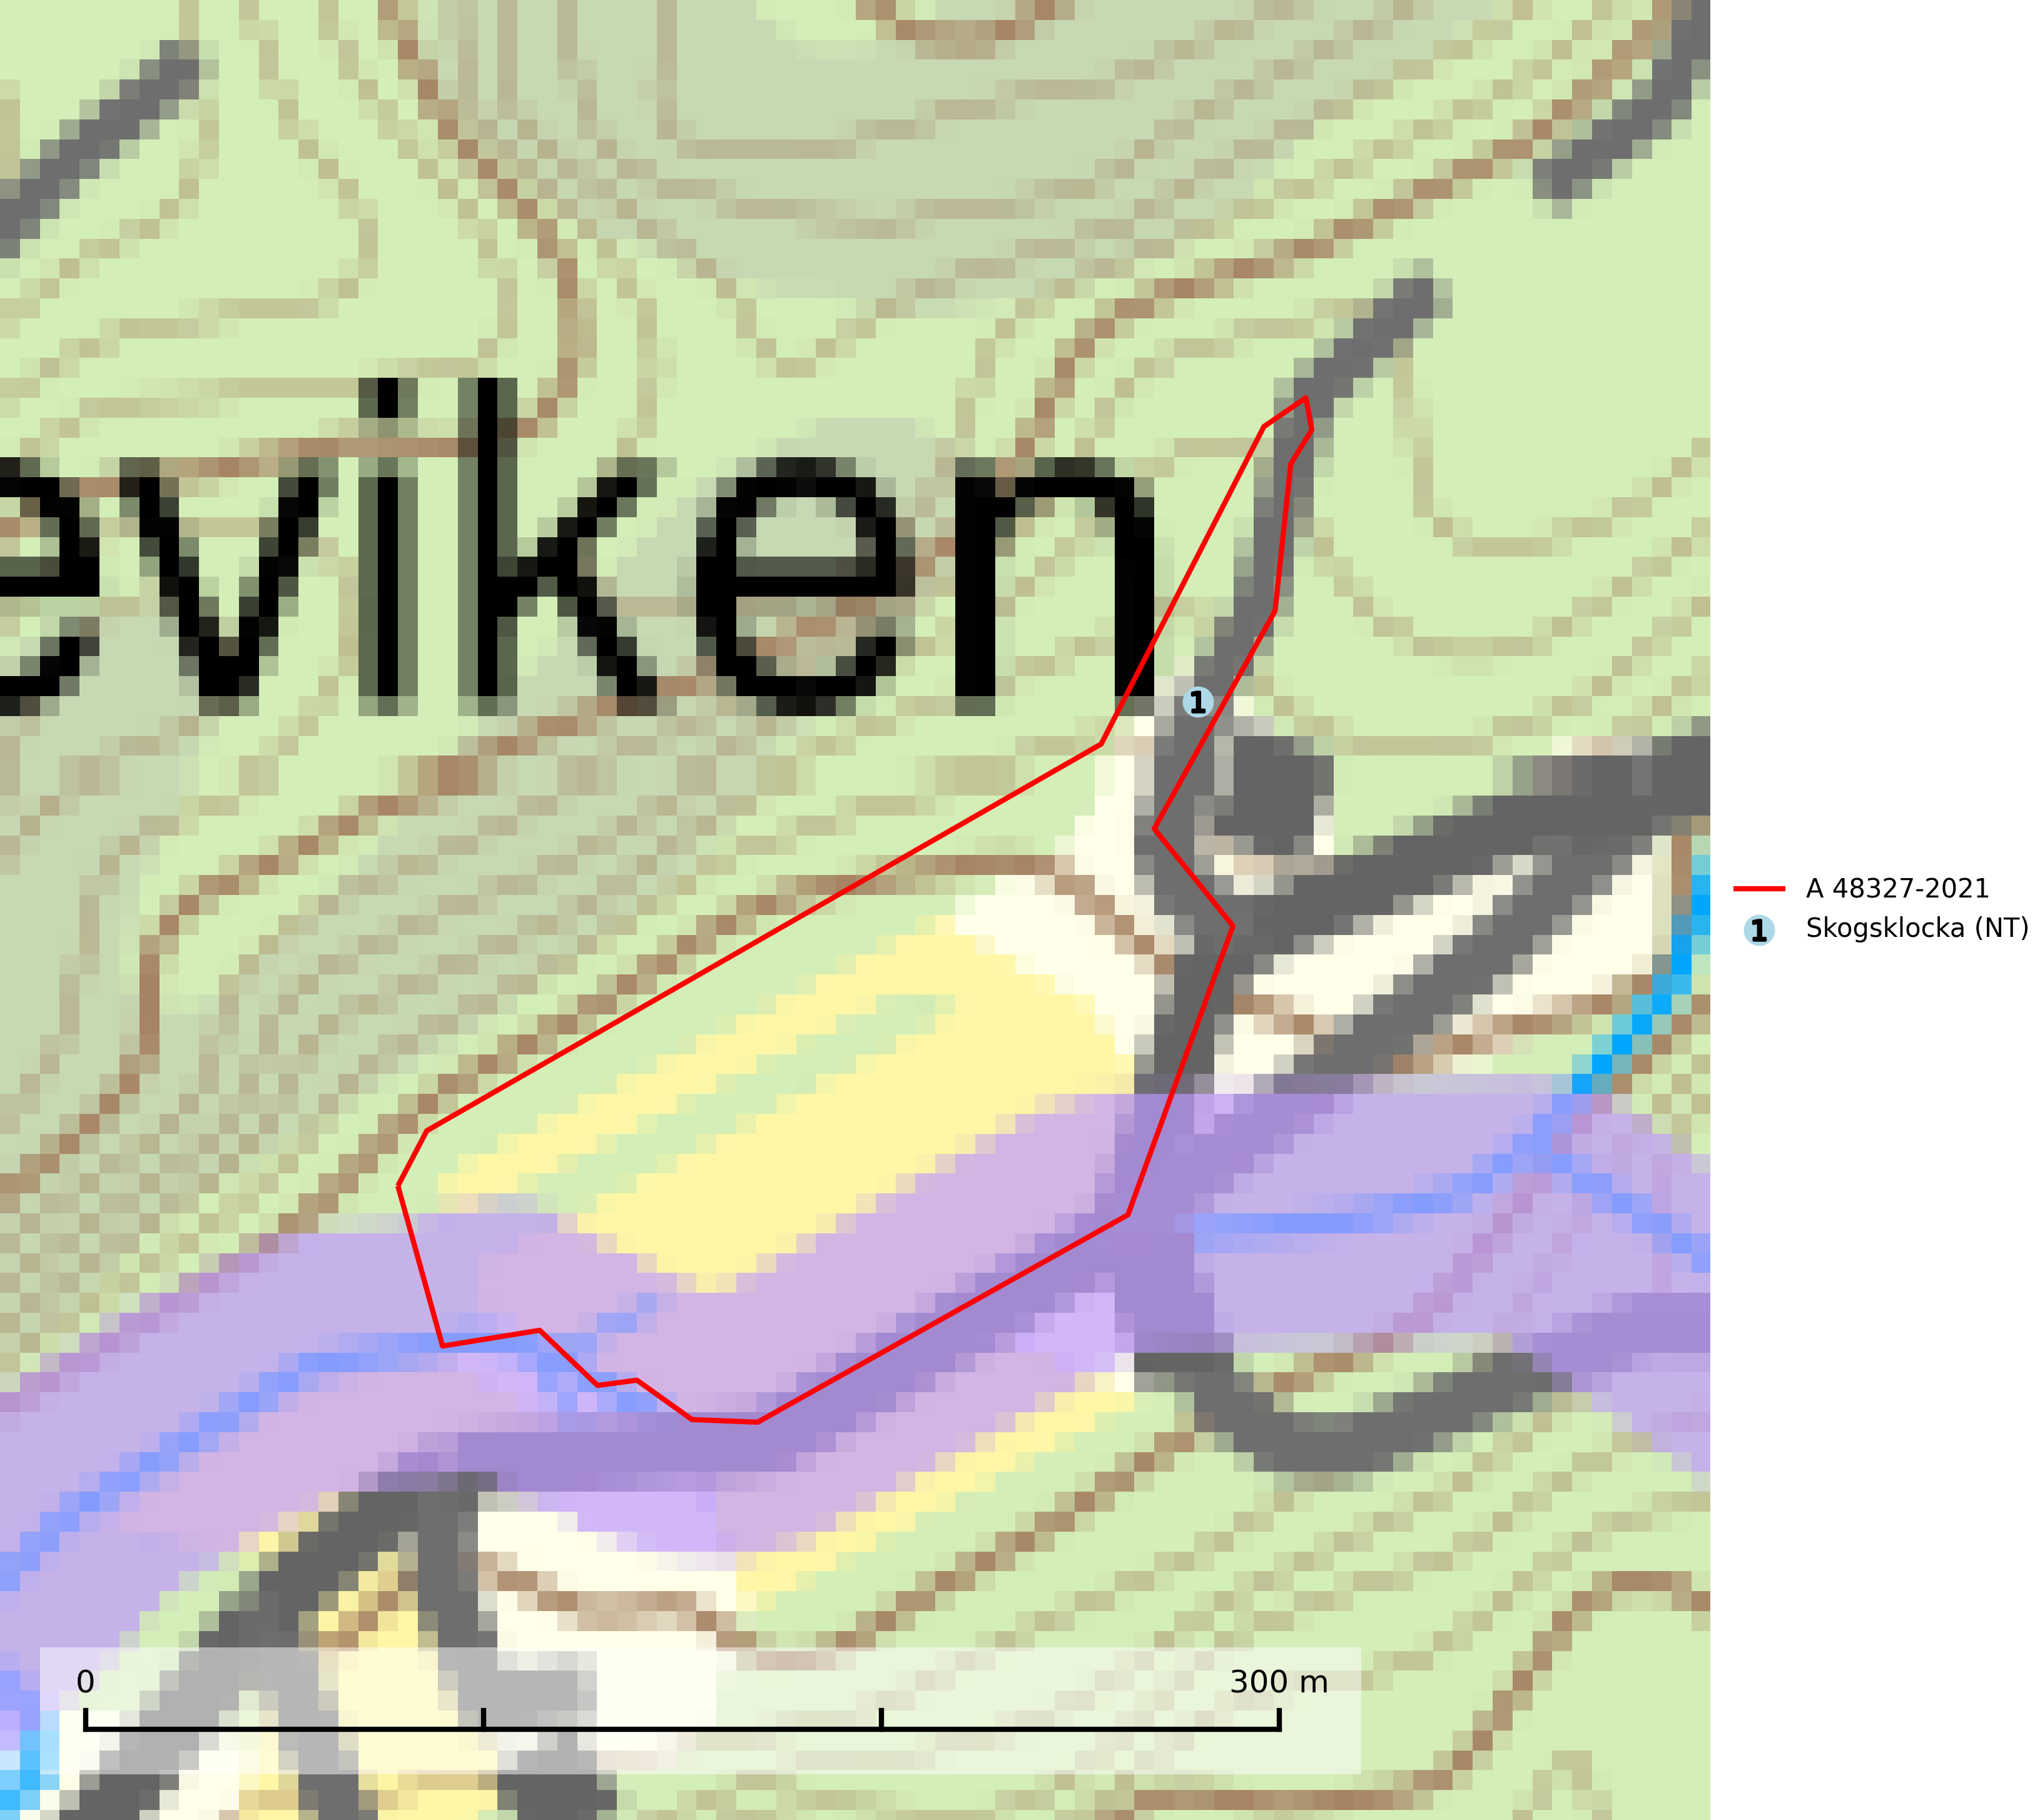 eviken
1
A 48327-2021
1 Skogsklocka (NT)
0 300 m